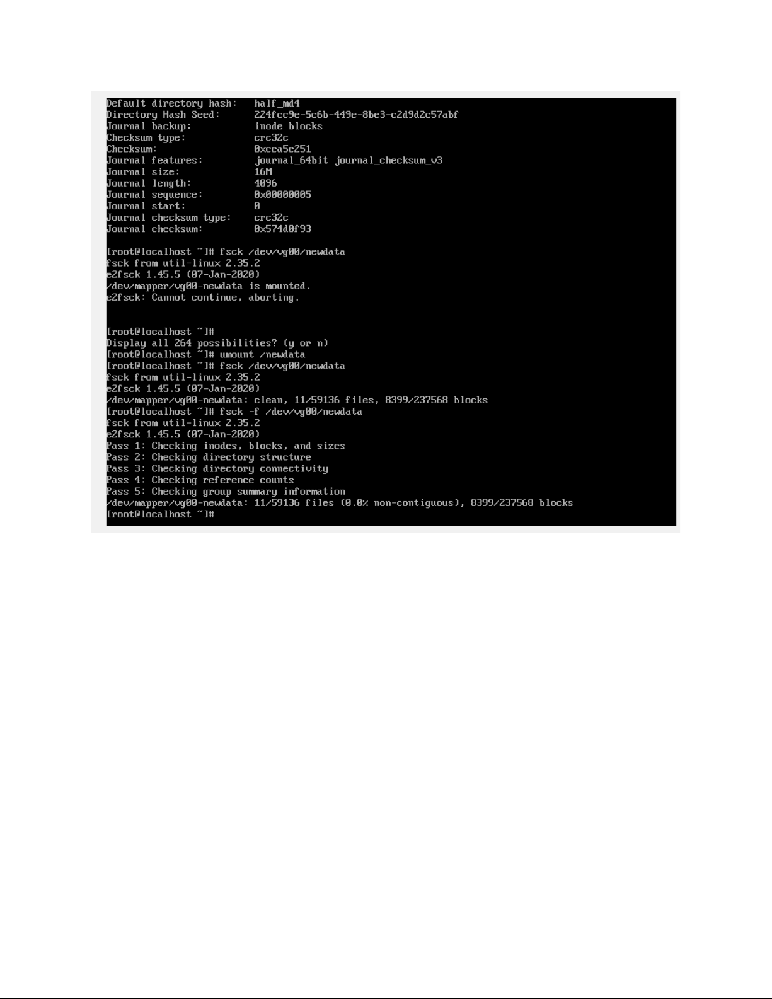 Default directory hash:   half_md4
Directory Hash Seed:      224fcc9e-5c6b-449e-8be3-c2d9d2c57abf
Journal backup:           inode blocks
Checksum type:            crc32c
Checksum:                 0xcea5e251
Journal features:         journal_64bit journal_checksum_v3
Journal size:             16M
Journal length:           4096
Journal sequence:         0x00000005
Journal start:            0
Journal checksum type:    crc32c
Journal checksum:         0x574d0f93
[root@localhost ~]# fsck /dev/vg00/newdata
fsck from util-linux 2.35.2
e2fsck 1.45.5 (07-Jan-2020)
/dev/mapper/vg00-newdata is mounted.
e2fsck: Cannot continue, aborting.
[root@localhost ~]#
Display all 264 possibilities? (y or n)
[root@localhost ~]# umount /newdata
[root@localhost ~]# fsck /dev/vg00/newdata
fsck from util-linux 2.35.2
e2fsck 1.45.5 (07-Jan-2020)
/dev/mapper/vg00-newdata: clean, 11/59136 files, 8399/237568 blocks
[root@localhost ~]# fsck -f /dev/vg00/newdata
fsck from util-linux 2.35.2
e2fsck 1.45.5 (07-Jan-2020)
Pass 1: Checking inodes, blocks, and sizes
Pass 2: Checking directory structure
Pass 3: Checking directory connectivity
Pass 4: Checking reference counts
Pass 5: Checking group summary information
/dev/mapper/vg00-newdata: 11/59136 files (0.0% non-contiguous), 8399/237568 blocks
[root@localhost ~]#